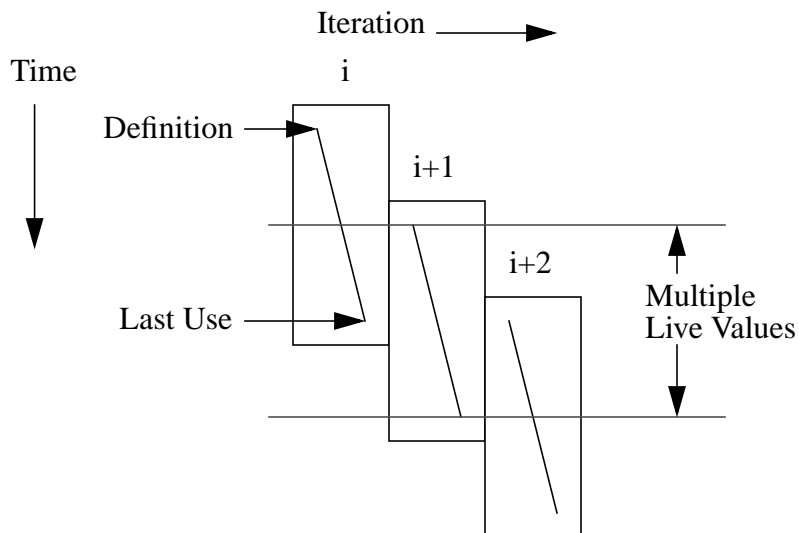 Iteration
Time
i
Definition
i+1
i+2
Multiple
Live Values
Last Use